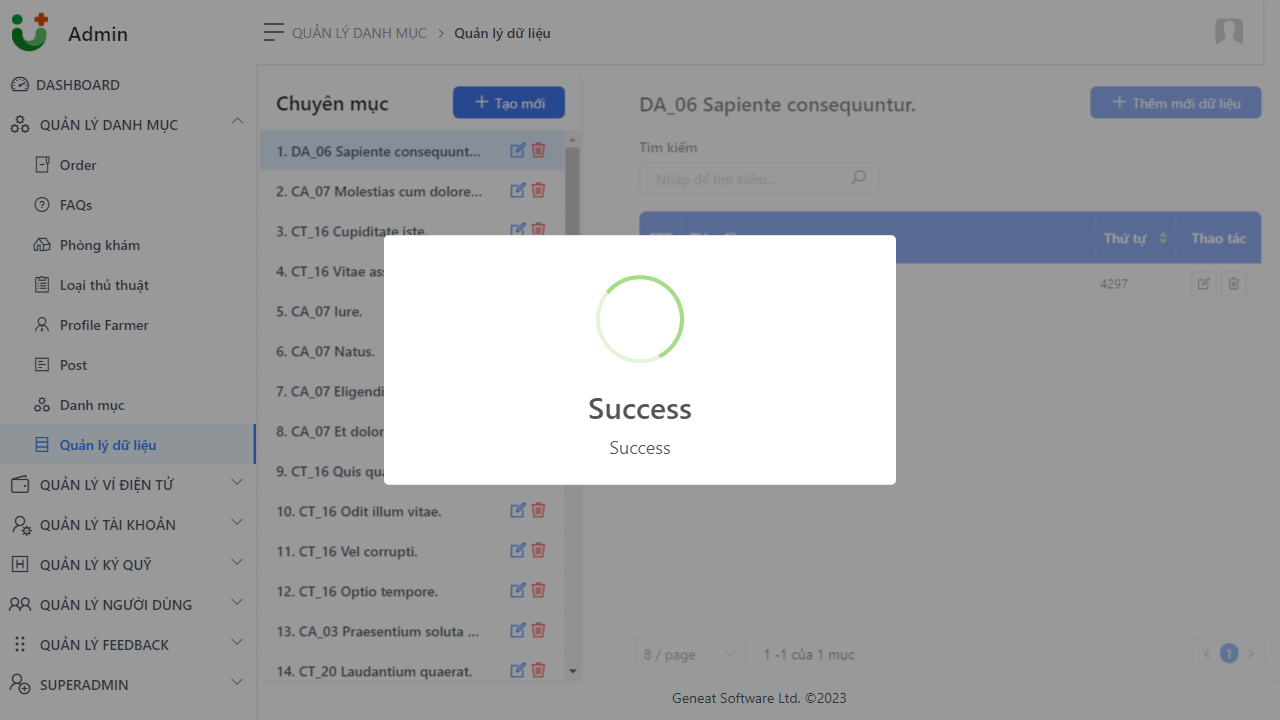 Admin
QUẢN LÝ DANH MỤC
Quản lý dữ liệu
DASHBOARD
QUẢN LÝ DANH MỤC
Order
FAQs
Phòng khám
Loại thủ thuật
Profile Farmer
Post
Danh mục
Quản lý dữ liệu
QUẢN LÝ VÍ ĐIỆN TỬ
QUẢN LÝ TÀI KHOẢN
QUẢN LÝ KÝ QUỸ
QUẢN LÝ NGƯỜI DÙNG
QUẢN LÝ FEEDBACK
SUPERADMIN
Chuyên mục
Tạo mới
1. DA_06 Sapiente consequunt...
2. CA_07 Molestias cum dolore...
3. CT_16 Cupiditate iste.
4. CT_16 Vitae
5. CA_07 Iure.
6. CA_07 Natus.
7. CA_07 Eligendi
8. CA_07 Et
9. CT_16 Quis
10. CT_16 Odit illum vitae.
11. CT_16 Vel corrupti.
12. CT_16 Optio tempore.
13. CA_03 Praesentium soluta ...
14. CT_20 Laudantium quaerat.
DA_06 Sapiente consequuntur.
Thêm mới dữ liệu
Tìm kiếm
Nhập để tìm kiếm...
Thứ tự
Thao tác
4297
Success
Success
8 / page
1 -1 của 1 mục
1
Geneat Software Ltd. ©2023